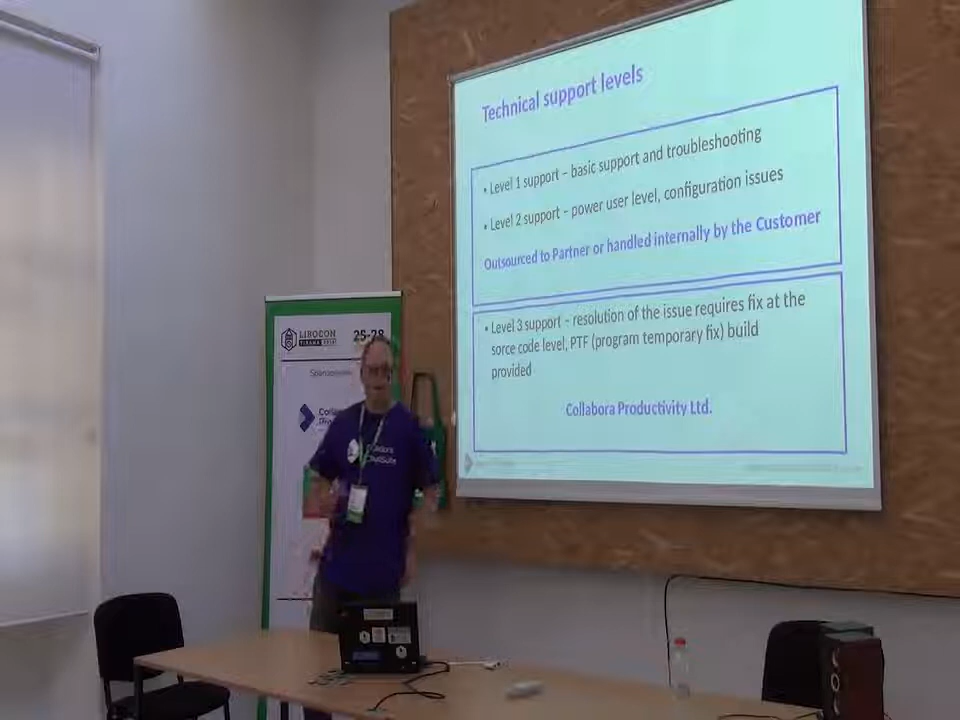 Technical support levels
• Level 1 support – basic support and troubleshooting
• Level 2 support – power user level, configuration issues
Outsourced to Partner or handled internally by the Customer
• Level 3 support – resolution of the issue requires fix at the
sorce code level, PTF (program temporary fix) build
provided
Collabora Productivity Ltd.
LIBOCON
25-28